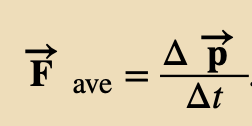 F⃗ ave = Δ p⃗ / Δt